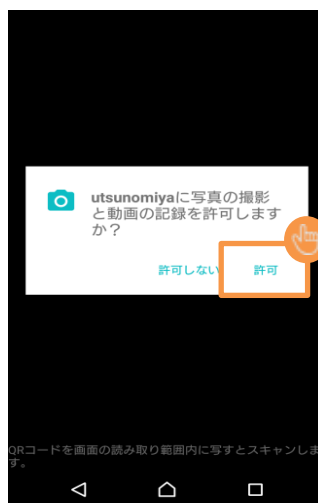 utsunomiyaに写真の撮影
と動画の記録を許可します
か？
許可しない 許可
QRコードを画面の読み取り範囲内に写すとスキャンしま
す。